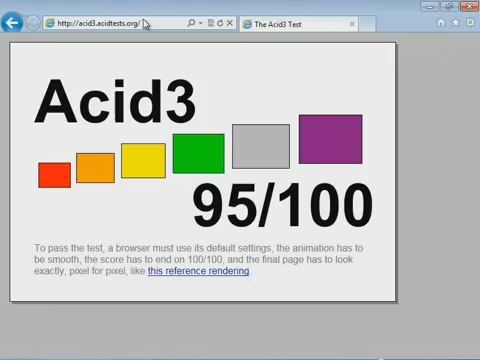 http://acid3.acidtests.org/
The Acid3 Test
Acid3
95/100
To pass the test, a browser must use its default settings, the animation has to
be smooth, the score has to end on 100/100, and the final page has to look
exactly, pixel for pixel, like this reference rendering.